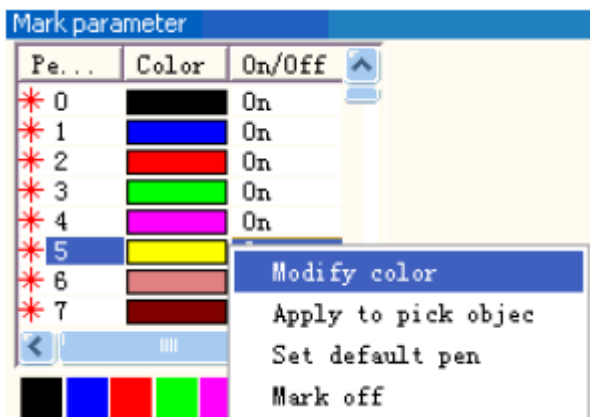 Mark parameter
Pe... Color On/Off
0 On
1 On
2 On
3 On
4 On
5
6
7
Modify color
Apply to pick objec
Set default pen
Mark off